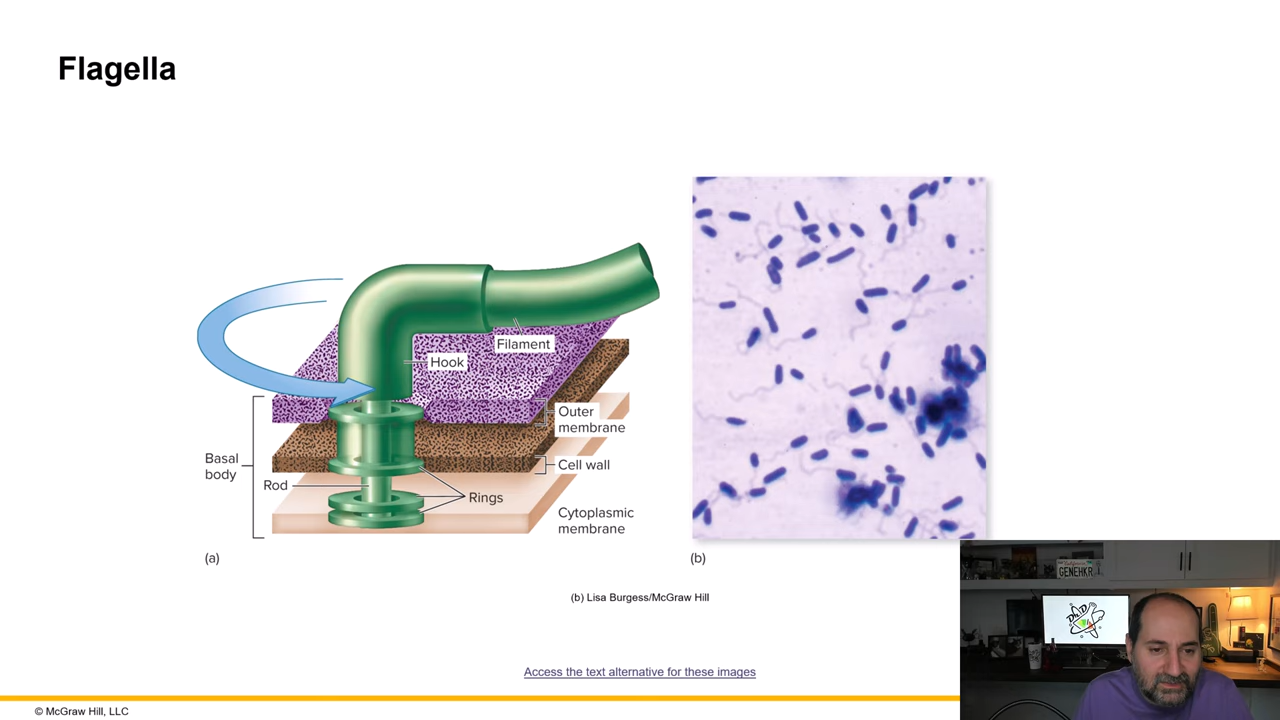 Flagella
Filament
Hook
Outer
membrane
Basal
body
Cell wall
Rod
Rings
Cytoplasmic
membrane
(a)
(b)
(b) Lisa Burgess/McGraw Hill
Access the text alternative for these images
© McGraw Hill, LLC
GENEHKR